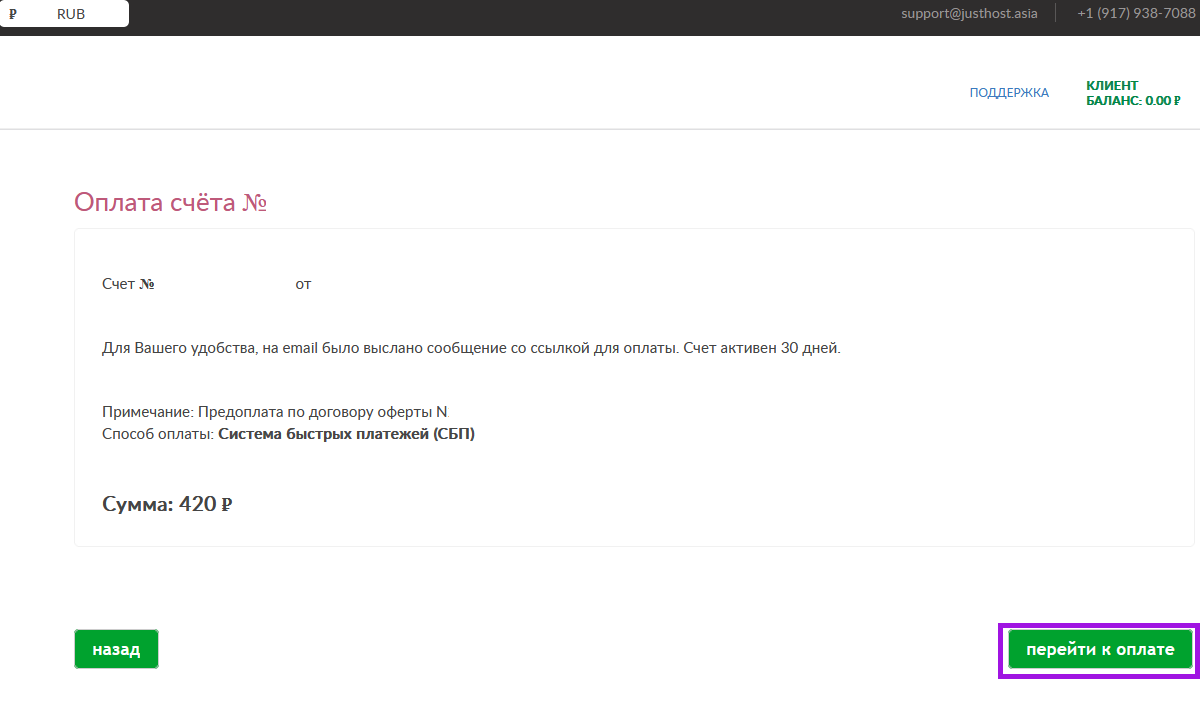 ₽ RUB support@justhost.asia +1 (917) 938-7088
ПОДДЕРЖКА
КЛИЕНТ
БАЛАНС: 0.00 ₽
Оплата счёта №
Счет № от
Для Вашего удобства, на email было выслано сообщение со ссылкой для оплаты. Счет активен 30 дней.
Примечание: Предоплата по договору оферты N
Способ оплаты: Система быстрых платежей (СБП)
Сумма: 420 ₽
назад перейти к оплате